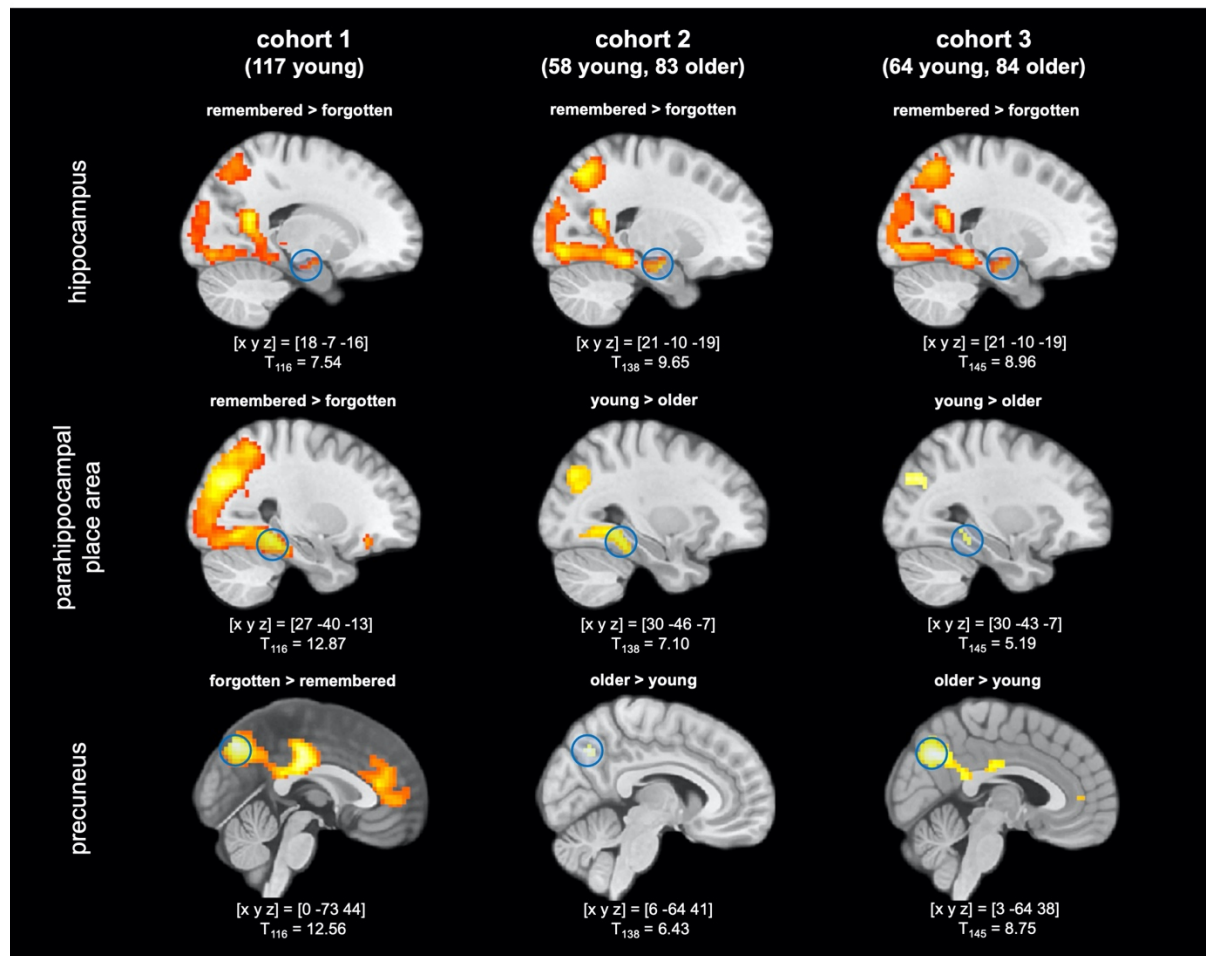 cohort 1
(117 young)
cohort 2
(58 young, 83 older)
cohort 3
(64 young, 84 older)
hippocampus
remembered > forgotten
[x y z] = [18 -7 -16]
T₁₁₆ = 7.54
remembered > forgotten
[x y z] = [21 -10 -19]
T₁₃₈ = 9.65
remembered > forgotten
[x y z] = [21 -10 -19]
T₁₄₅ = 8.96
parahippocampal
place area
remembered > forgotten
[x y z] = [27 -40 -13]
T₁₁₆ = 12.87
young > older
[x y z] = [30 -46 -7]
T₁₃₈ = 7.10
young > older
[x y z] = [30 -43 -7]
T₁₄₅ = 5.19
precuneus
forgotten > remembered
[x y z] = [0 -73 44]
T₁₁₆ = 12.56
older > young
[x y z] = [6 -64 41]
T₁₃₈ = 6.43
older > young
[x y z] = [3 -64 38]
T₁₄₅ = 8.75